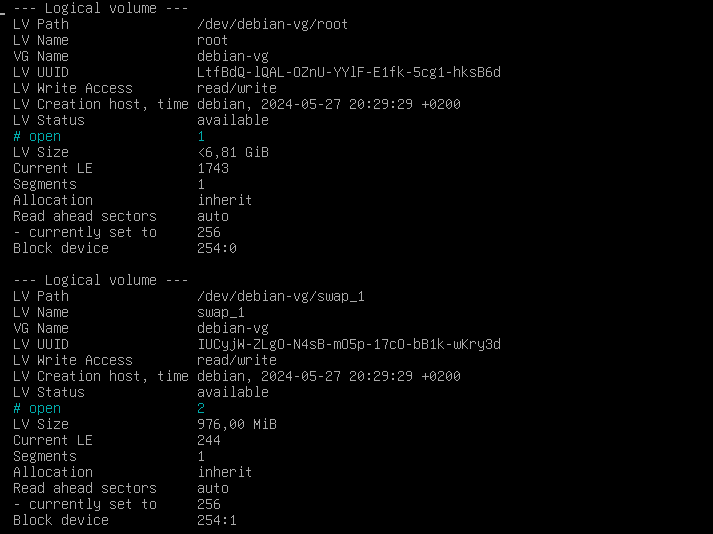 --- Logical volume ---
LV Path                /dev/debian-vg/root
LV Name                root
VG Name                debian-vg
LV UUID                LtfBdQ-lQAL-OZnU-YYlF-E1fk-5cg1-hksB6d
LV Write Access        read/write
LV Creation host, time debian, 2024-05-27 20:29:29 +0200
LV Status              available
# open                 1
LV Size                <6,81 GiB
Current LE             1743
Segments               1
Allocation             inherit
Read ahead sectors     auto
- currently set to     256
Block device           254:0

--- Logical volume ---
LV Path                /dev/debian-vg/swap_1
LV Name                swap_1
VG Name                debian-vg
LV UUID                IUCyjW-ZLgO-N4sB-mO5p-17cO-bB1k-wKry3d
LV Write Access        read/write
LV Creation host, time debian, 2024-05-27 20:29:29 +0200
LV Status              available
# open                 2
LV Size                976,00 MiB
Current LE             244
Segments               1
Allocation             inherit
Read ahead sectors     auto
- currently set to     256
Block device           254:1